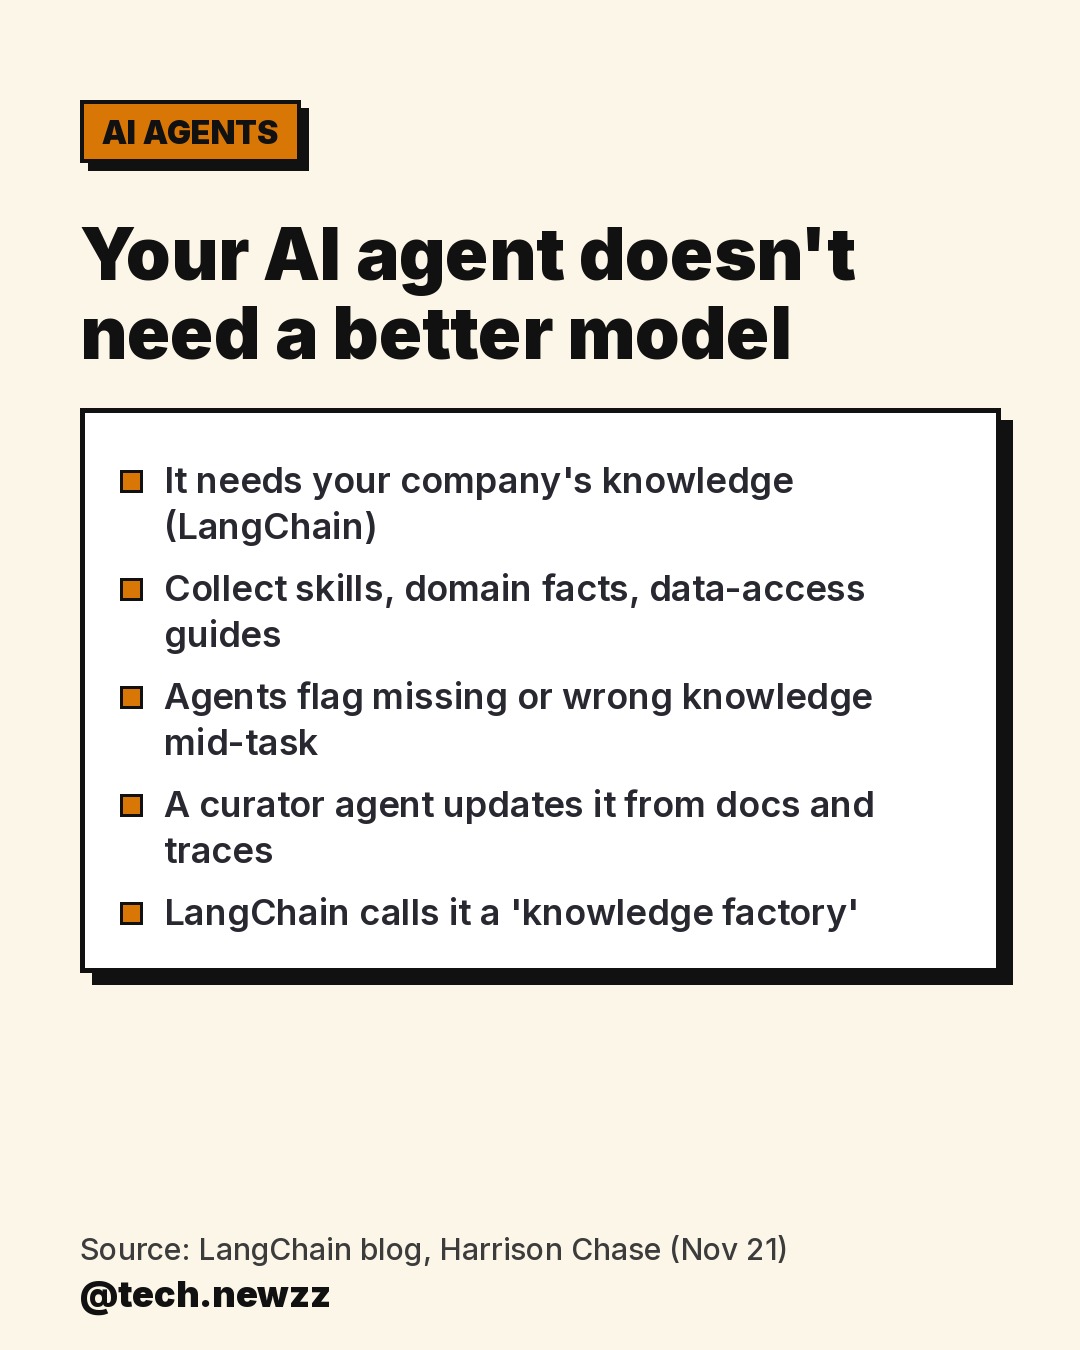 AI AGENTS
Your AI agent doesn't
need a better model
It needs your company's knowledge
(LangChain)
Collect skills, domain facts, data-access
guides
Agents flag missing or wrong knowledge
mid-task
A curator agent updates it from docs and
traces
LangChain calls it a 'knowledge factory'
Source: LangChain blog, Harrison Chase (Nov 21)
@tech.newzz